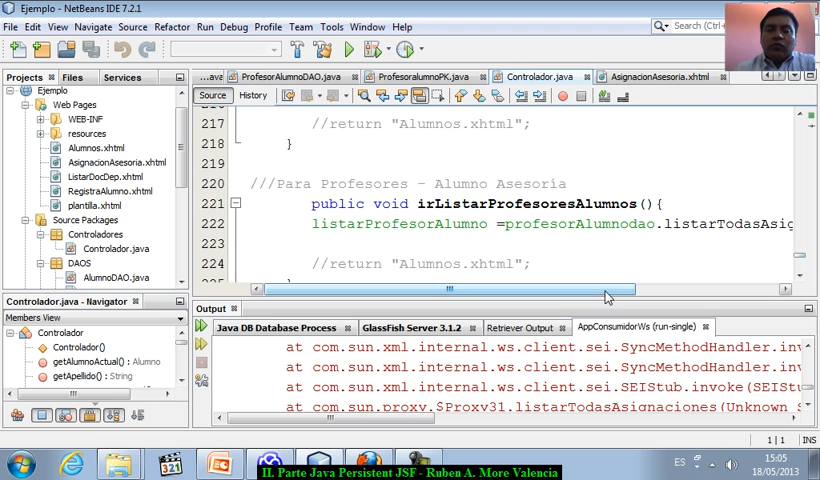 Ejemplo - NetBeans IDE 7.2.1
File Edit View Navigate Source Refactor Run Debug Profile Team Tools Window Help
Search (Ctrl+
Projects Files Services
...ava ProfesorAlumnoDAO.java ProfesoralumnoPK.java Controlador.java AsignacionAsesoria.xhtml
Source History
Ejemplo
Web Pages
WEB-INF
resources
Alumnos.xhtml
AsignacionAsesoria.xhtml
ListarDocDep.xhtml
RegistraAlumno.xhtml
plantilla.xhtml
Source Packages
Controladores
Controlador.java
DAOS
AlumnoDAO.java
217 //return "Alumnos.xhtml";
218 }
219
220 ///Para Profesores - Alumno Asesoría
221 public void irListarProfesoresAlumnos(){
222 listarProfesorAlumno =profesorAlumnodao.listarTodasAsig
223
224 //return "Alumnos.xhtml";
Controlador.java - Navigator
Members View
Controlador
Controlador()
getAlumnoActual() : Alumno
getApellido() : String
Output
Java DB Database Process GlassFish Server 3.1.2 Retriever Output AppConsumidorWs (run-single)
at com.sun.xml.internal.ws.client.sei.SyncMethodHandler.inv
at com.sun.xml.internal.ws.client.sei.SyncMethodHandler.inv
at com.sun.xml.internal.ws.client.sei.SEIStub.invoke(SEIStu
at com.sun.proxy.$Proxy31.listarTodasAsignaciones(Unknown S
1 | 1 INS
321
ES
15:05
18/05/2013
II. Parte Java Persistent JSF - Ruben A. More Valencia